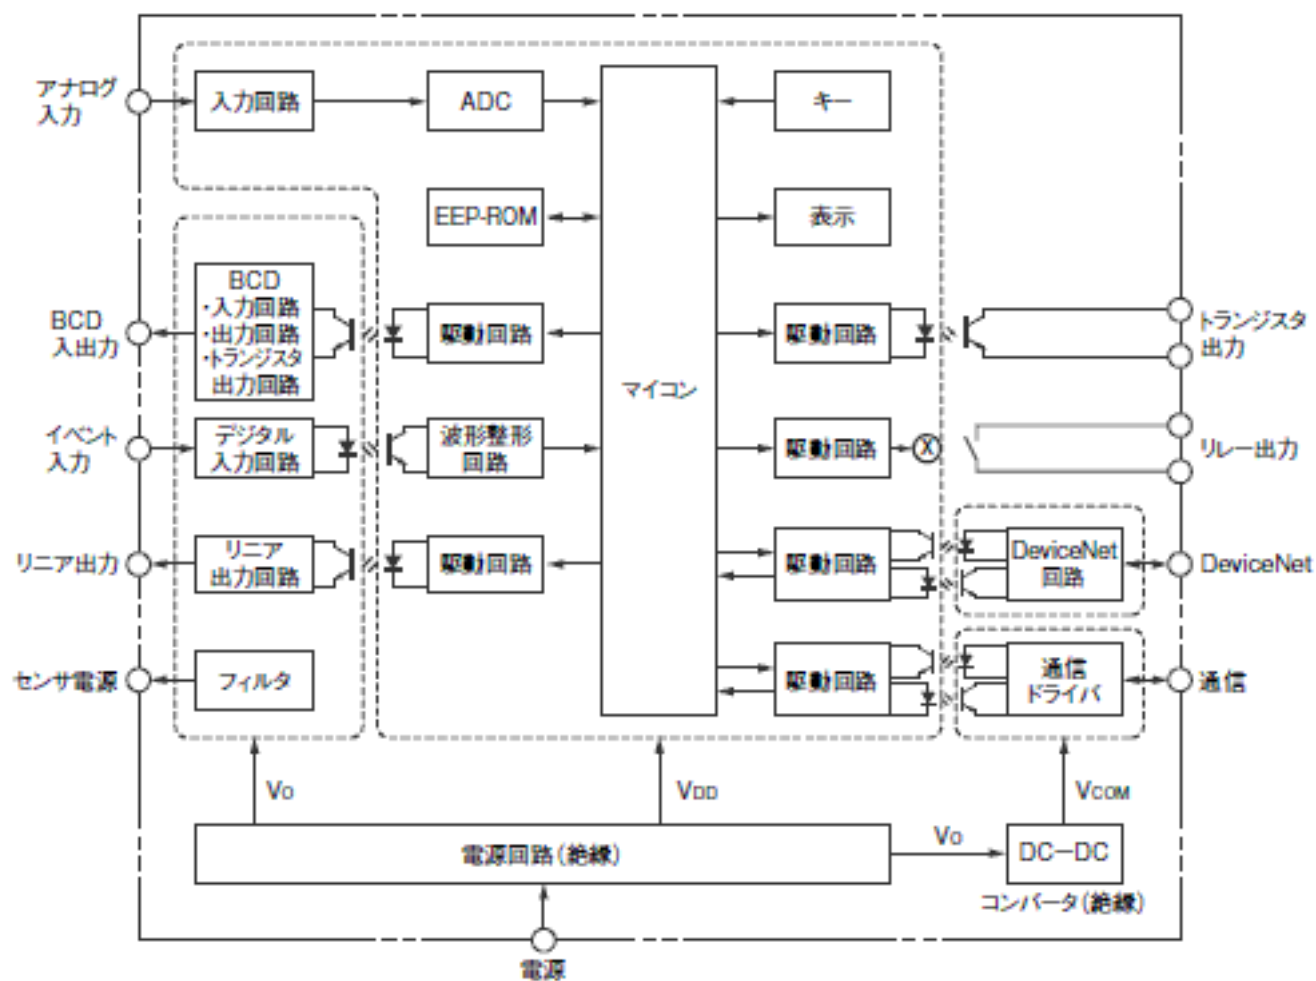 アナログ
入力
入力回路
ADC
キー
EEP-ROM
表示
BCD
入出力
BCD
・入力回路
・出力回路
・トランジスタ
出力回路
駆動回路
マイコン
駆動回路
トランジスタ
出力
イベント
入力
デジタル
入力回路
波形整形
回路
駆動回路
X
リレー出力
リニア出力
リニア
出力回路
駆動回路
駆動回路
DeviceNet
回路
DeviceNet
センサ電源
フィルタ
駆動回路
通信
ドライバ
通信
VO
VDD
VCOM
電源回路(絶縁)
VO
DC-DC
コンバータ(絶縁)
電源